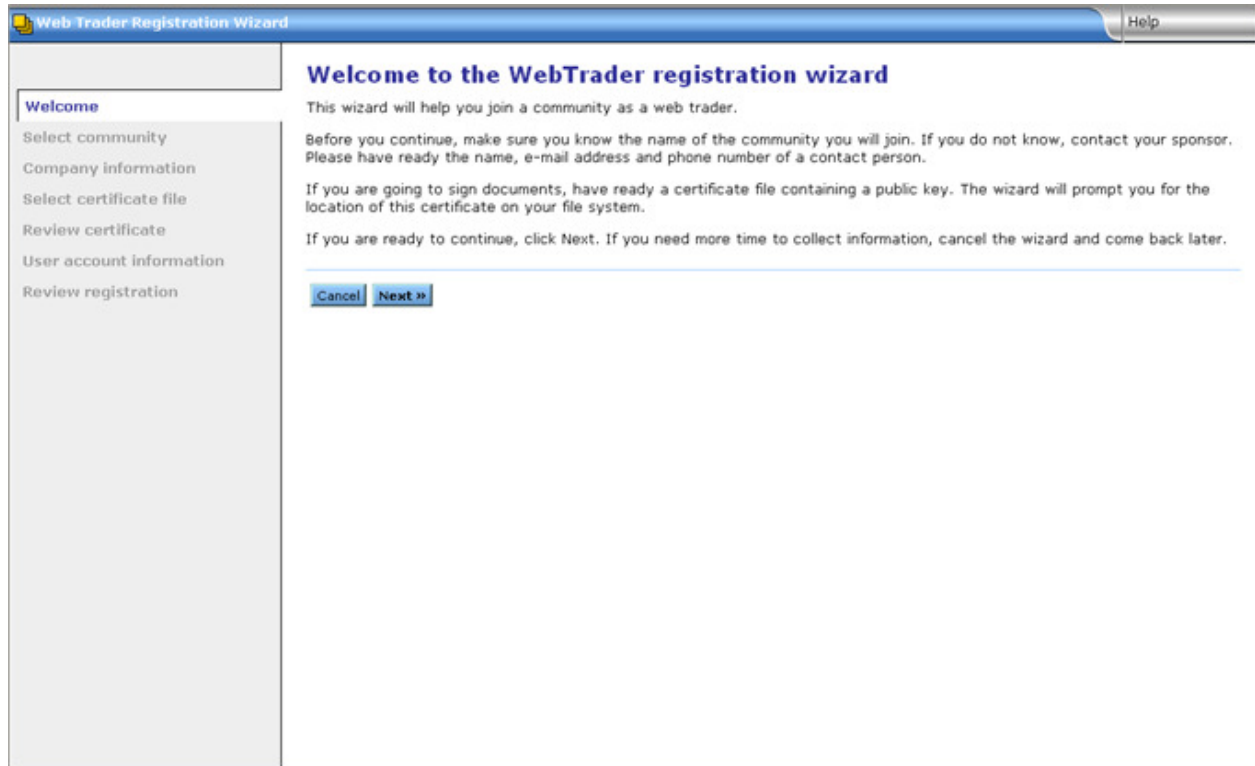 Web Trader Registration Wizard
Help
Welcome
Select community
Company information
Select certificate file
Review certificate
User account information
Review registration
Welcome to the WebTrader registration wizard
This wizard will help you join a community as a web trader.
Before you continue, make sure you know the name of the community you will join. If you do not know, contact your sponsor.
Please have ready the name, e-mail address and phone number of a contact person.
If you are going to sign documents, have ready a certificate file containing a public key. The wizard will prompt you for the
location of this certificate on your file system.
If you are ready to continue, click Next. If you need more time to collect information, cancel the wizard and come back later.
Cancel Next »